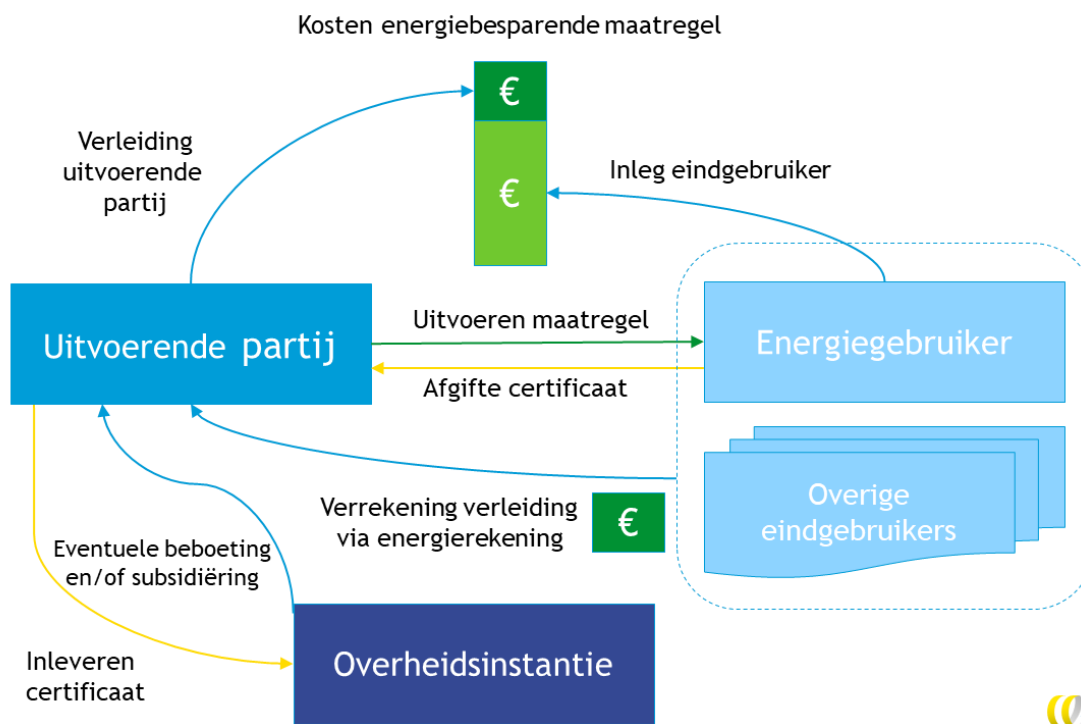 Kosten energiebesparende maatregel
€
Verleiding
uitvoerende
partij
€
Inleg eindgebruiker
Uitvoerende partij
Uitvoeren maatregel
Afgifte certificaat
Energiegebruiker
Verrekening verleiding
via energierekening
€
Overige
eindgebruikers
Eventuele beboeting
en/of subsidiëring
Inleveren
certificaat
Overheidsinstantie